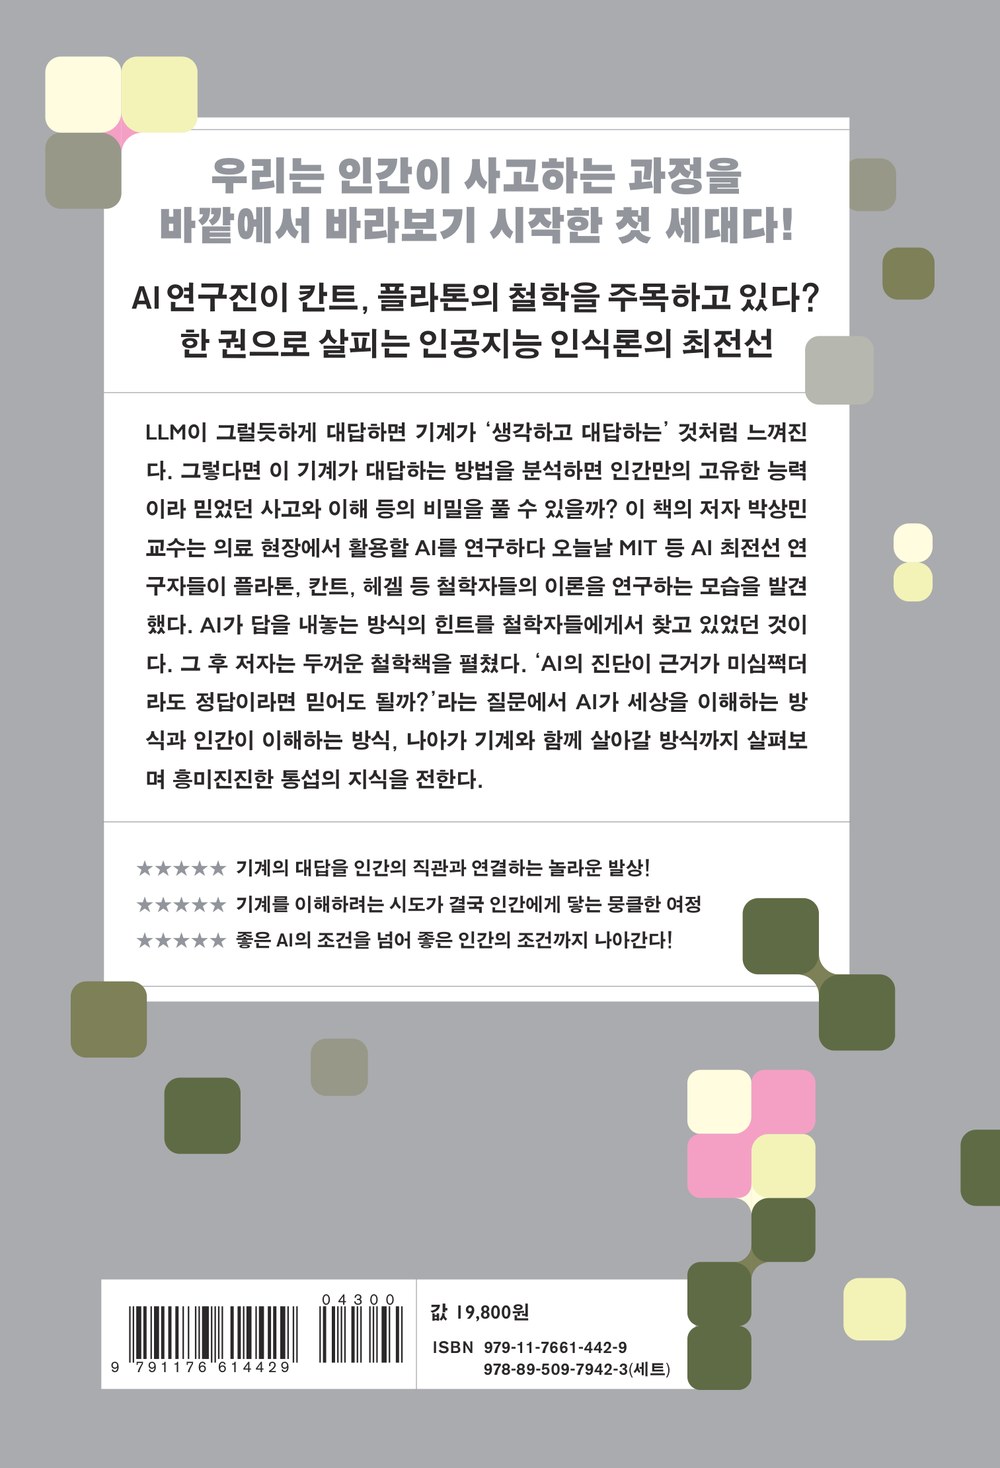 우리는 인간이 사고하는 과정을
바깥에서 바라보기 시작한 첫 세대다!
AI 연구진이 칸트, 플라톤의 철학을 주목하고 있다?
한 권으로 살피는 인공지능 인식론의 최전선
LLM이 그럴듯하게 대답하면 기계가 ‘생각하고 대답하는’ 것처럼 느껴진
다. 그렇다면 이 기계가 대답하는 방법을 분석하면 인간만의 고유한 능력
이라 믿었던 사고와 이해 등의 비밀을 풀 수 있을까? 이 책의 저자 박상민
교수는 의료 현장에서 활용할 AI를 연구하다 오늘날 MIT 등 AI 최전선 연
구자들이 플라톤, 칸트, 헤겔 등 철학자들의 이론을 연구하는 모습을 발견
했다. AI가 답을 내놓는 방식의 힌트를 철학자들에게서 찾고 있었던 것이
다. 그 후 저자는 두꺼운 철학책을 펼쳤다. ‘AI의 진단이 근거가 미심쩍더
라도 정답이라면 믿어도 될까?’라는 질문에서 AI가 세상을 이해하는 방
식과 인간이 이해하는 방식, 나아가 기계와 함께 살아갈 방식까지 살펴보
며 흥미진진한 통섭의 지식을 전한다.
★★★★★ 기계의 대답을 인간의 직관과 연결하는 놀라운 발상!
★★★★★ 기계를 이해하려는 시도가 결국 인간에게 닿는 뭉클한 여정
★★★★★ 좋은 AI의 조건을 넘어 좋은 인간의 조건까지 나아간다!
04300
9 791176 614429
값 19,800원
ISBN 979-11-7661-442-9
978-89-509-7942-3(세트)